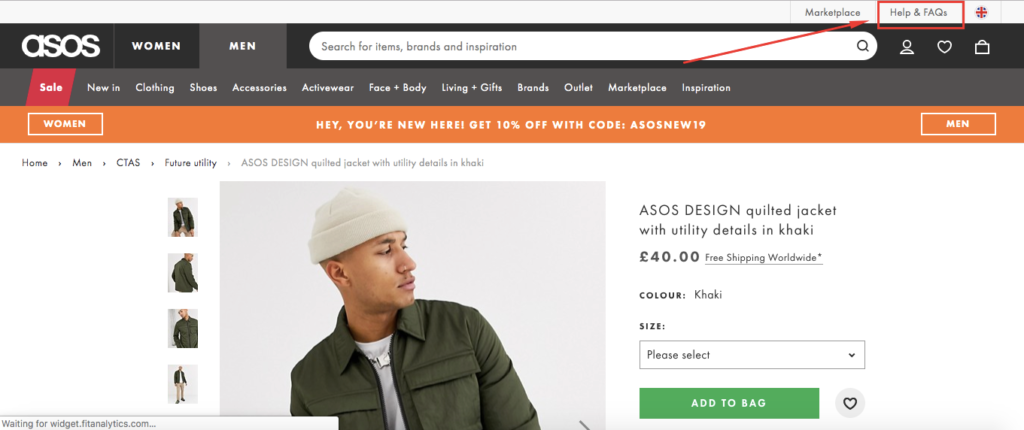 Marketplace
Help & FAQs
asos
WOMEN
MEN
Search for items, brands and inspiration
Sale New in Clothing Shoes Accessories Activewear Face + Body Living + Gifts Brands Outlet Marketplace Inspiration
WOMEN
HEY, YOU'RE NEW HERE! GET 10% OFF WITH CODE: ASOSNEW19
MEN
Home › Men › CTAS › Future utility › ASOS DESIGN quilted jacket with utility details in khaki
ASOS DESIGN quilted jacket
with utility details in khaki
£40.00 Free Shipping Worldwide*
COLOUR: Khaki
SIZE:
Please select
ADD TO BAG
Waiting for widget.fitanalytics.com...